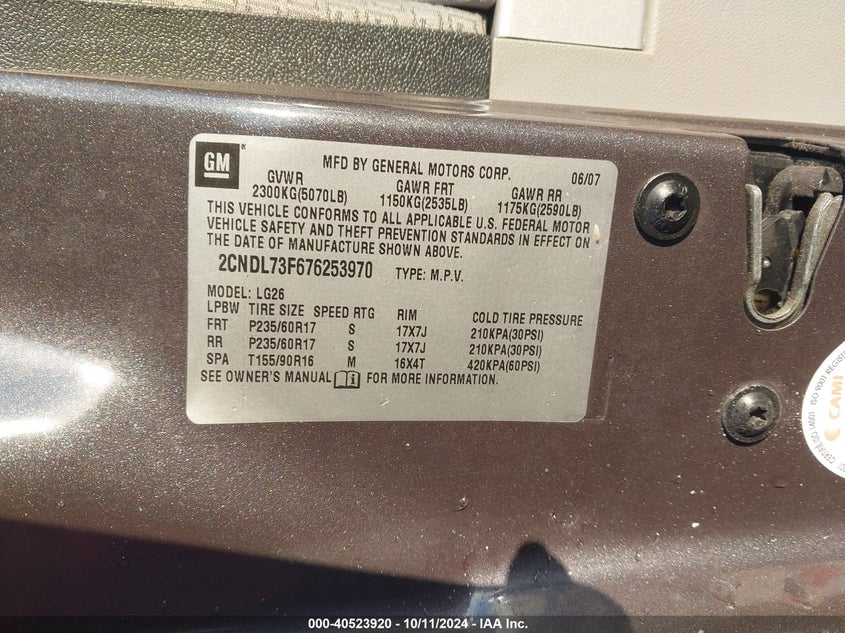 GM
MFD BY GENERAL MOTORS CORP. 06/07
GVWR GAWR FRT GAWR RR
2300KG(5070LB) 1150KG(2535LB) 1175KG(2590LB)
THIS VEHICLE CONFORMS TO ALL APPLICABLE U.S. FEDERAL MOTOR
VEHICLE SAFETY AND THEFT PREVENTION STANDARDS IN EFFECT ON
THE DATE OF MANUFACTURE SHOWN ABOVE.
2CNDL73F676253970 TYPE: M.P.V.
MODEL: LG26
LPBW TIRE SIZE SPEED RTG RIM COLD TIRE PRESSURE
FRT P235/60R17 S 17X7J 210KPA(30PSI)
RR P235/60R17 S 17X7J 210KPA(30PSI)
SPA T155/90R16 M 16X4T 420KPA(60PSI)
SEE OWNER'S MANUAL FOR MORE INFORMATION.
ISO 14001 ISO 9001
CAMI
000-40523920 - 10/11/2024 - IAA Inc.